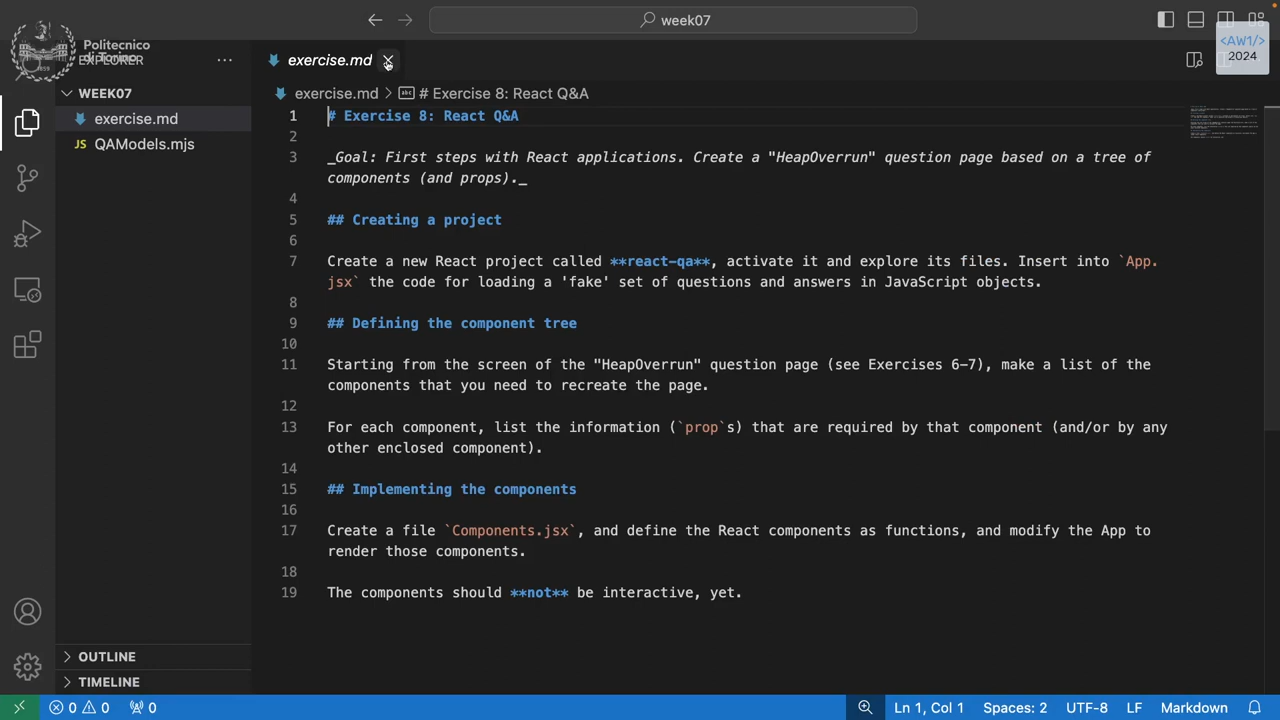 week07
Politecnico
di Torino
<AW1/>
2024
EXPLORER
exercise.md
WEEK07
exercise.md
JS QAModels.mjs
exercise.md > # Exercise 8: React Q&A
1 # Exercise 8: React Q&A
2
3 _Goal: First steps with React applications. Create a "HeapOverrun" question page based on a tree of
components (and props)._
4
5 ## Creating a project
6
7 Create a new React project called **react-qa**, activate it and explore its files. Insert into `App.
jsx` the code for loading a 'fake' set of questions and answers in JavaScript objects.
8
9 ## Defining the component tree
10
11 Starting from the screen of the "HeapOverrun" question page (see Exercises 6-7), make a list of the
components that you need to recreate the page.
12
13 For each component, list the information (`prop`s) that are required by that component (and/or by any
other enclosed component).
14
15 ## Implementing the components
16
17 Create a file `Components.jsx`, and define the React components as functions, and modify the App to
render those components.
18
19 The components should **not** be interactive, yet.
OUTLINE
TIMELINE
0 0 0
Ln 1, Col 1 Spaces: 2 UTF-8 LF Markdown